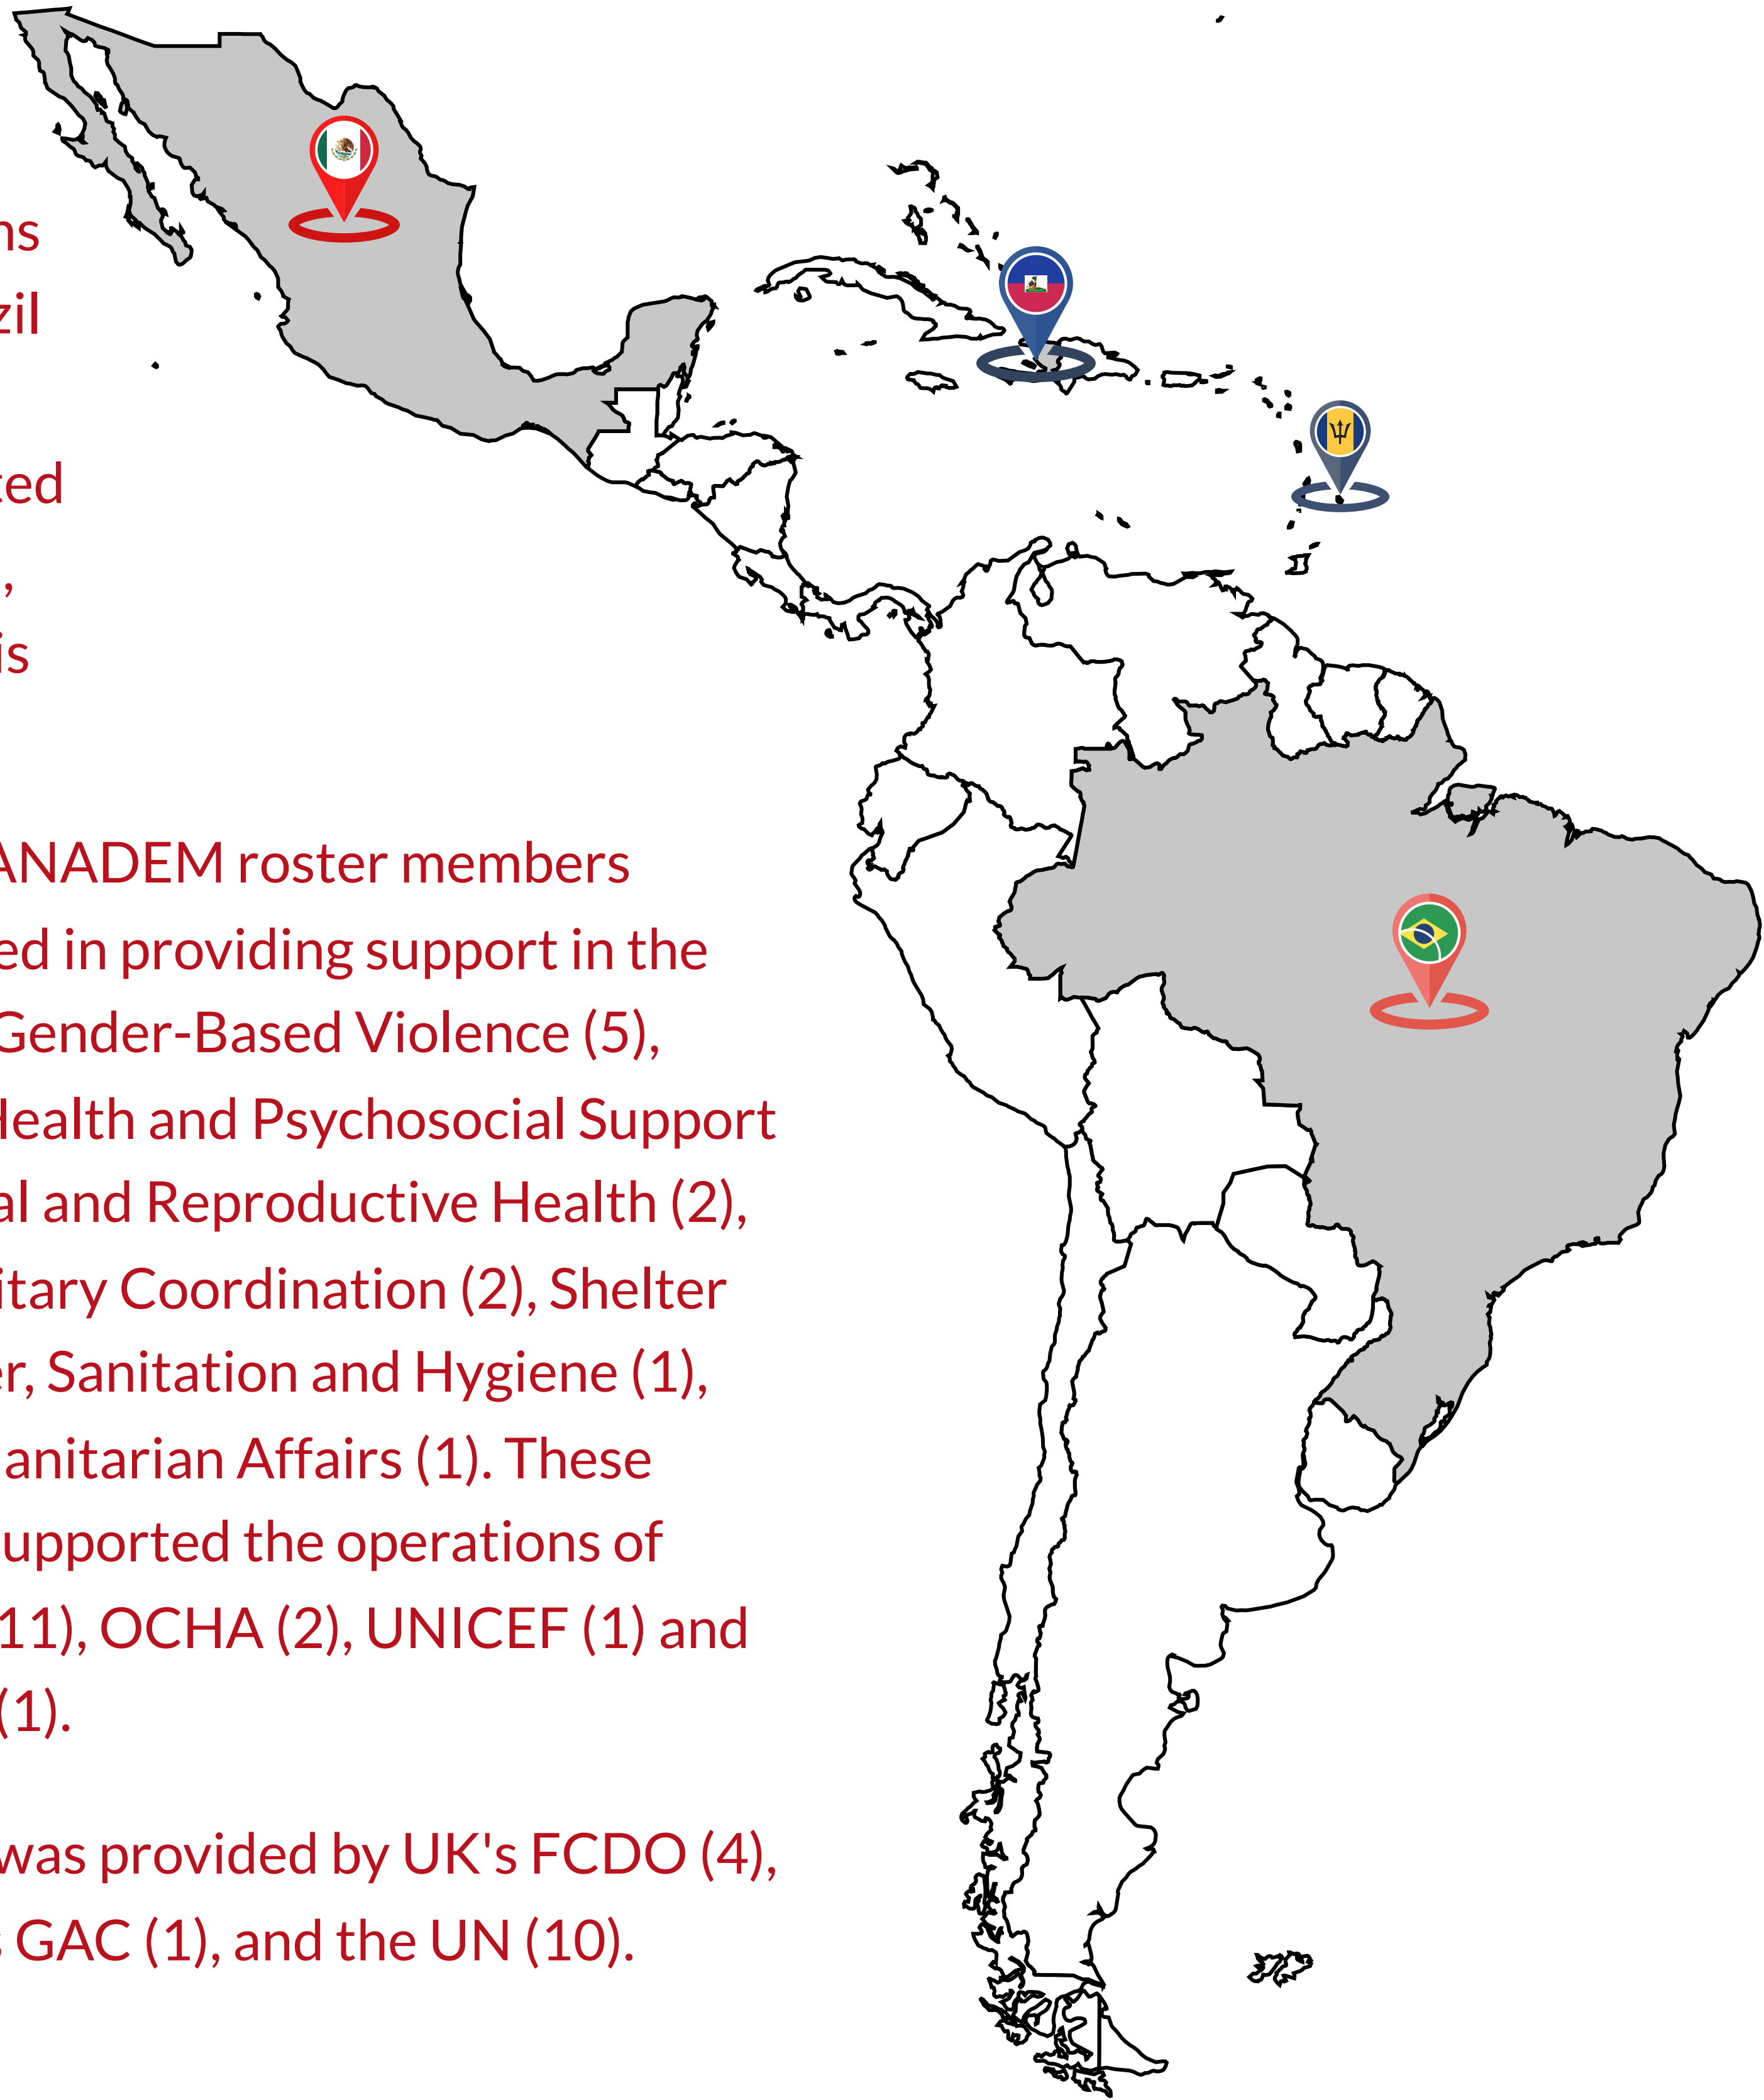 ns
zil
ted
,
is
ANADEM roster members
ed in providing support in the
Gender-Based Violence (5),
Health and Psychosocial Support
al and Reproductive Health (2),
itary Coordination (2), Shelter
er, Sanitation and Hygiene (1),
anitarian Affairs (1). These
upported the operations of
11), OCHA (2), UNICEF (1) and
(1).
was provided by UK's FCDO (4),
s GAC (1), and the UN (10).